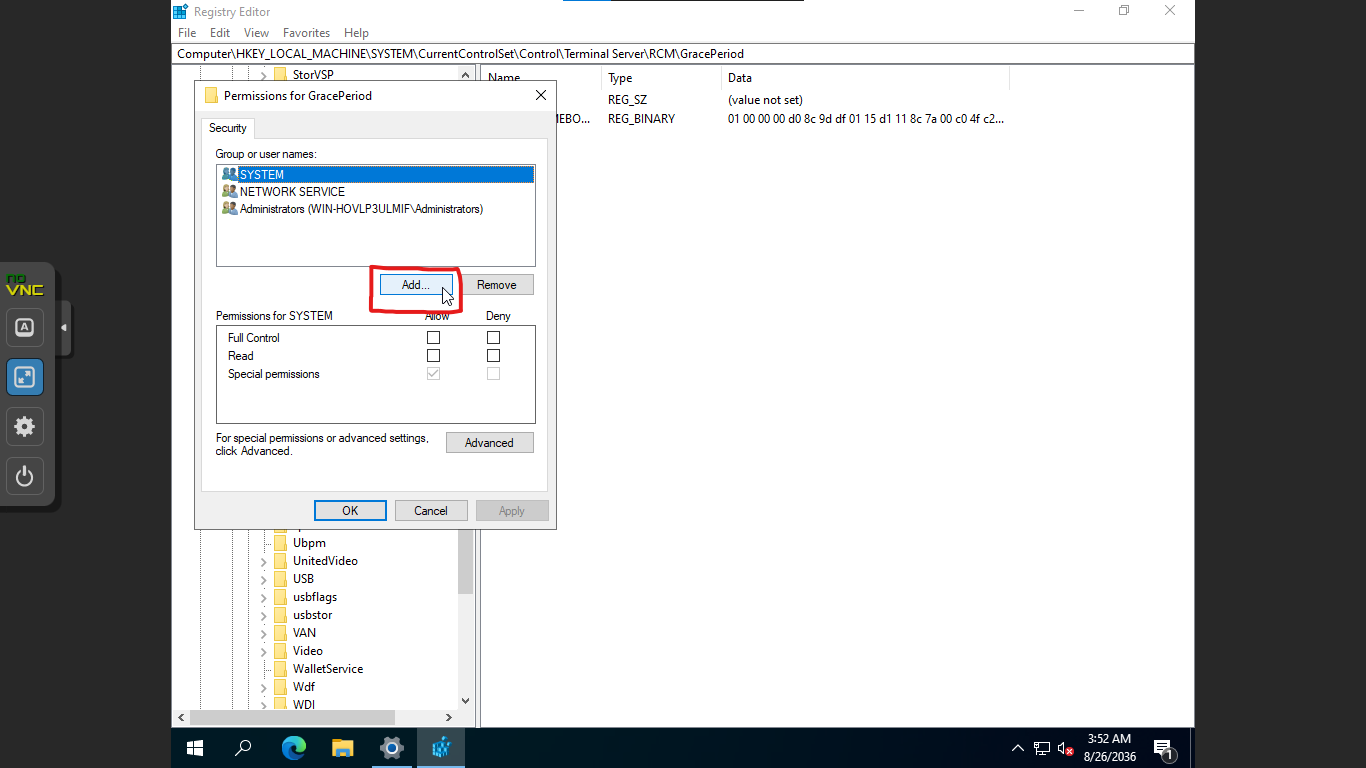 Registry Editor
File Edit View Favorites Help
Computer\HKEY_LOCAL_MACHINE\SYSTEM\CurrentControlSet\Control\Terminal Server\RCM\GracePeriod
StorVSP
Name Type Data
Permissions for GracePeriod
REG_SZ (value not set)
REG_BINARY 01 00 00 00 d0 8c 9d df 01 15 d1 11 8c 7a 00 c0 4f c2...
Security
Group or user names:
SYSTEM
NETWORK SERVICE
Administrators (WIN-HOVLP3ULMIF\Administrators)
Add... Remove
Permissions for SYSTEM Allow Deny
Full Control
Read
Special permissions
For special permissions or advanced settings,
click Advanced.
Advanced
OK Cancel Apply
Ubpm
UnitedVideo
USB
usbflags
usbstor
VAN
Video
WalletService
Wdf
WDI
no
VNC
A
3:52 AM
8/26/2036
1